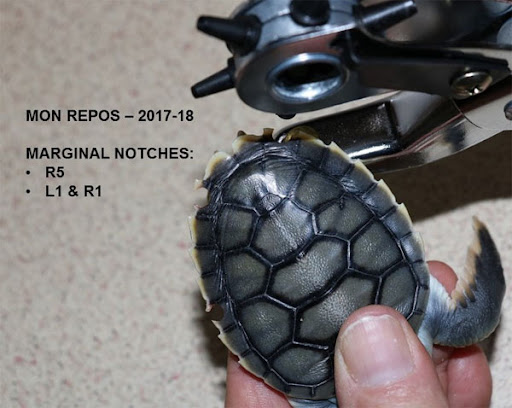 MON REPOS – 2017-18
MARGINAL NOTCHES:
• R5
• L1 & R1